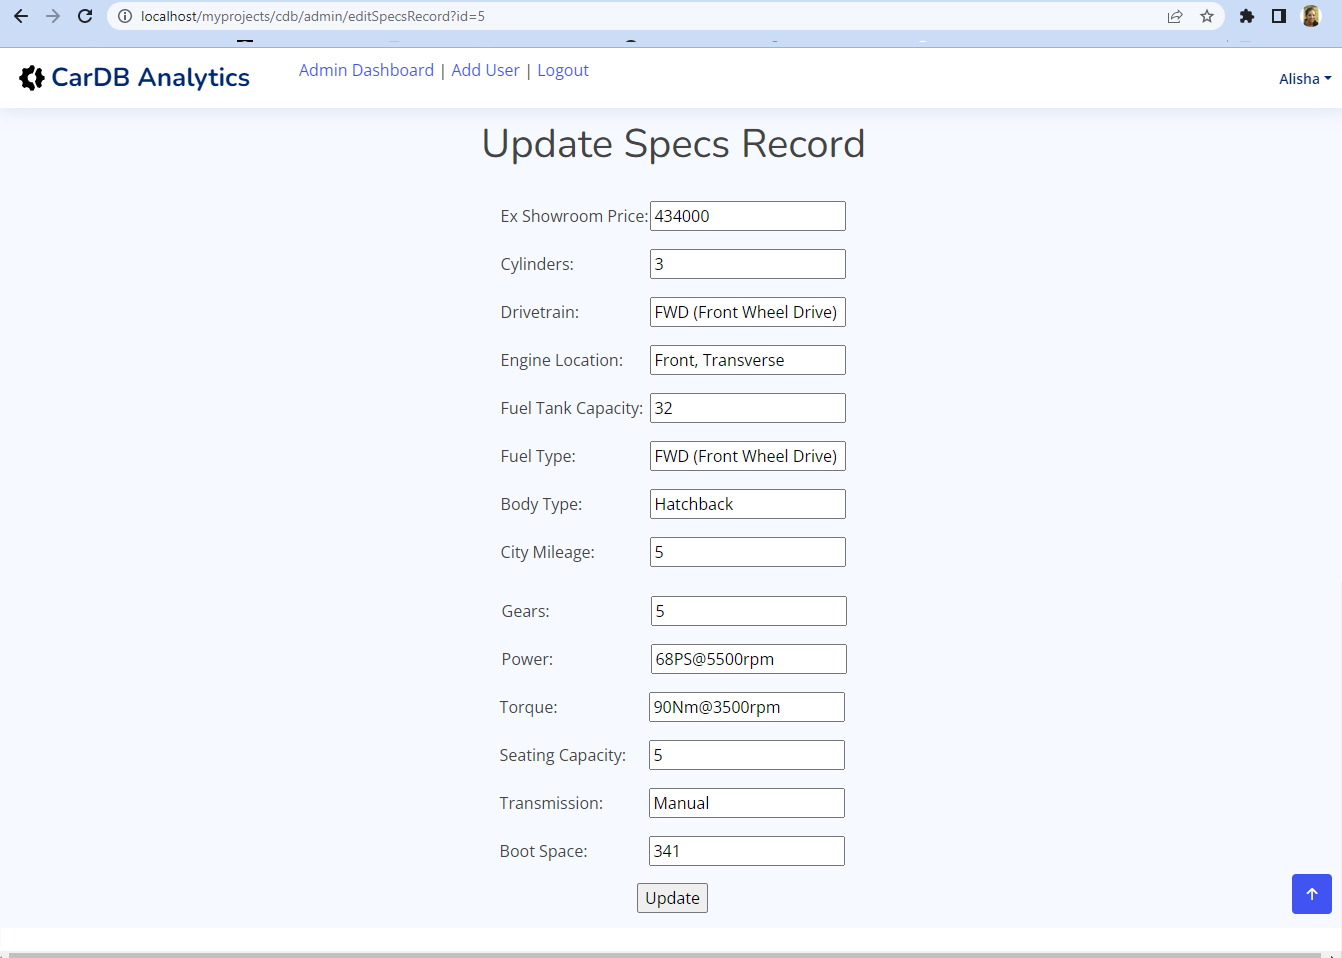 localhost/myprojects/cdb/admin/editSpecsRecord?id=5
CarDB Analytics
Admin Dashboard | Add User | Logout
Alisha
Update Specs Record
Ex Showroom Price: 434000
Cylinders: 3
Drivetrain: FWD (Front Wheel Drive)
Engine Location: Front, Transverse
Fuel Tank Capacity: 32
Fuel Type: FWD (Front Wheel Drive)
Body Type: Hatchback
City Mileage: 5
Gears: 5
Power: 68PS@5500rpm
Torque: 90Nm@3500rpm
Seating Capacity: 5
Transmission: Manual
Boot Space: 341
Update